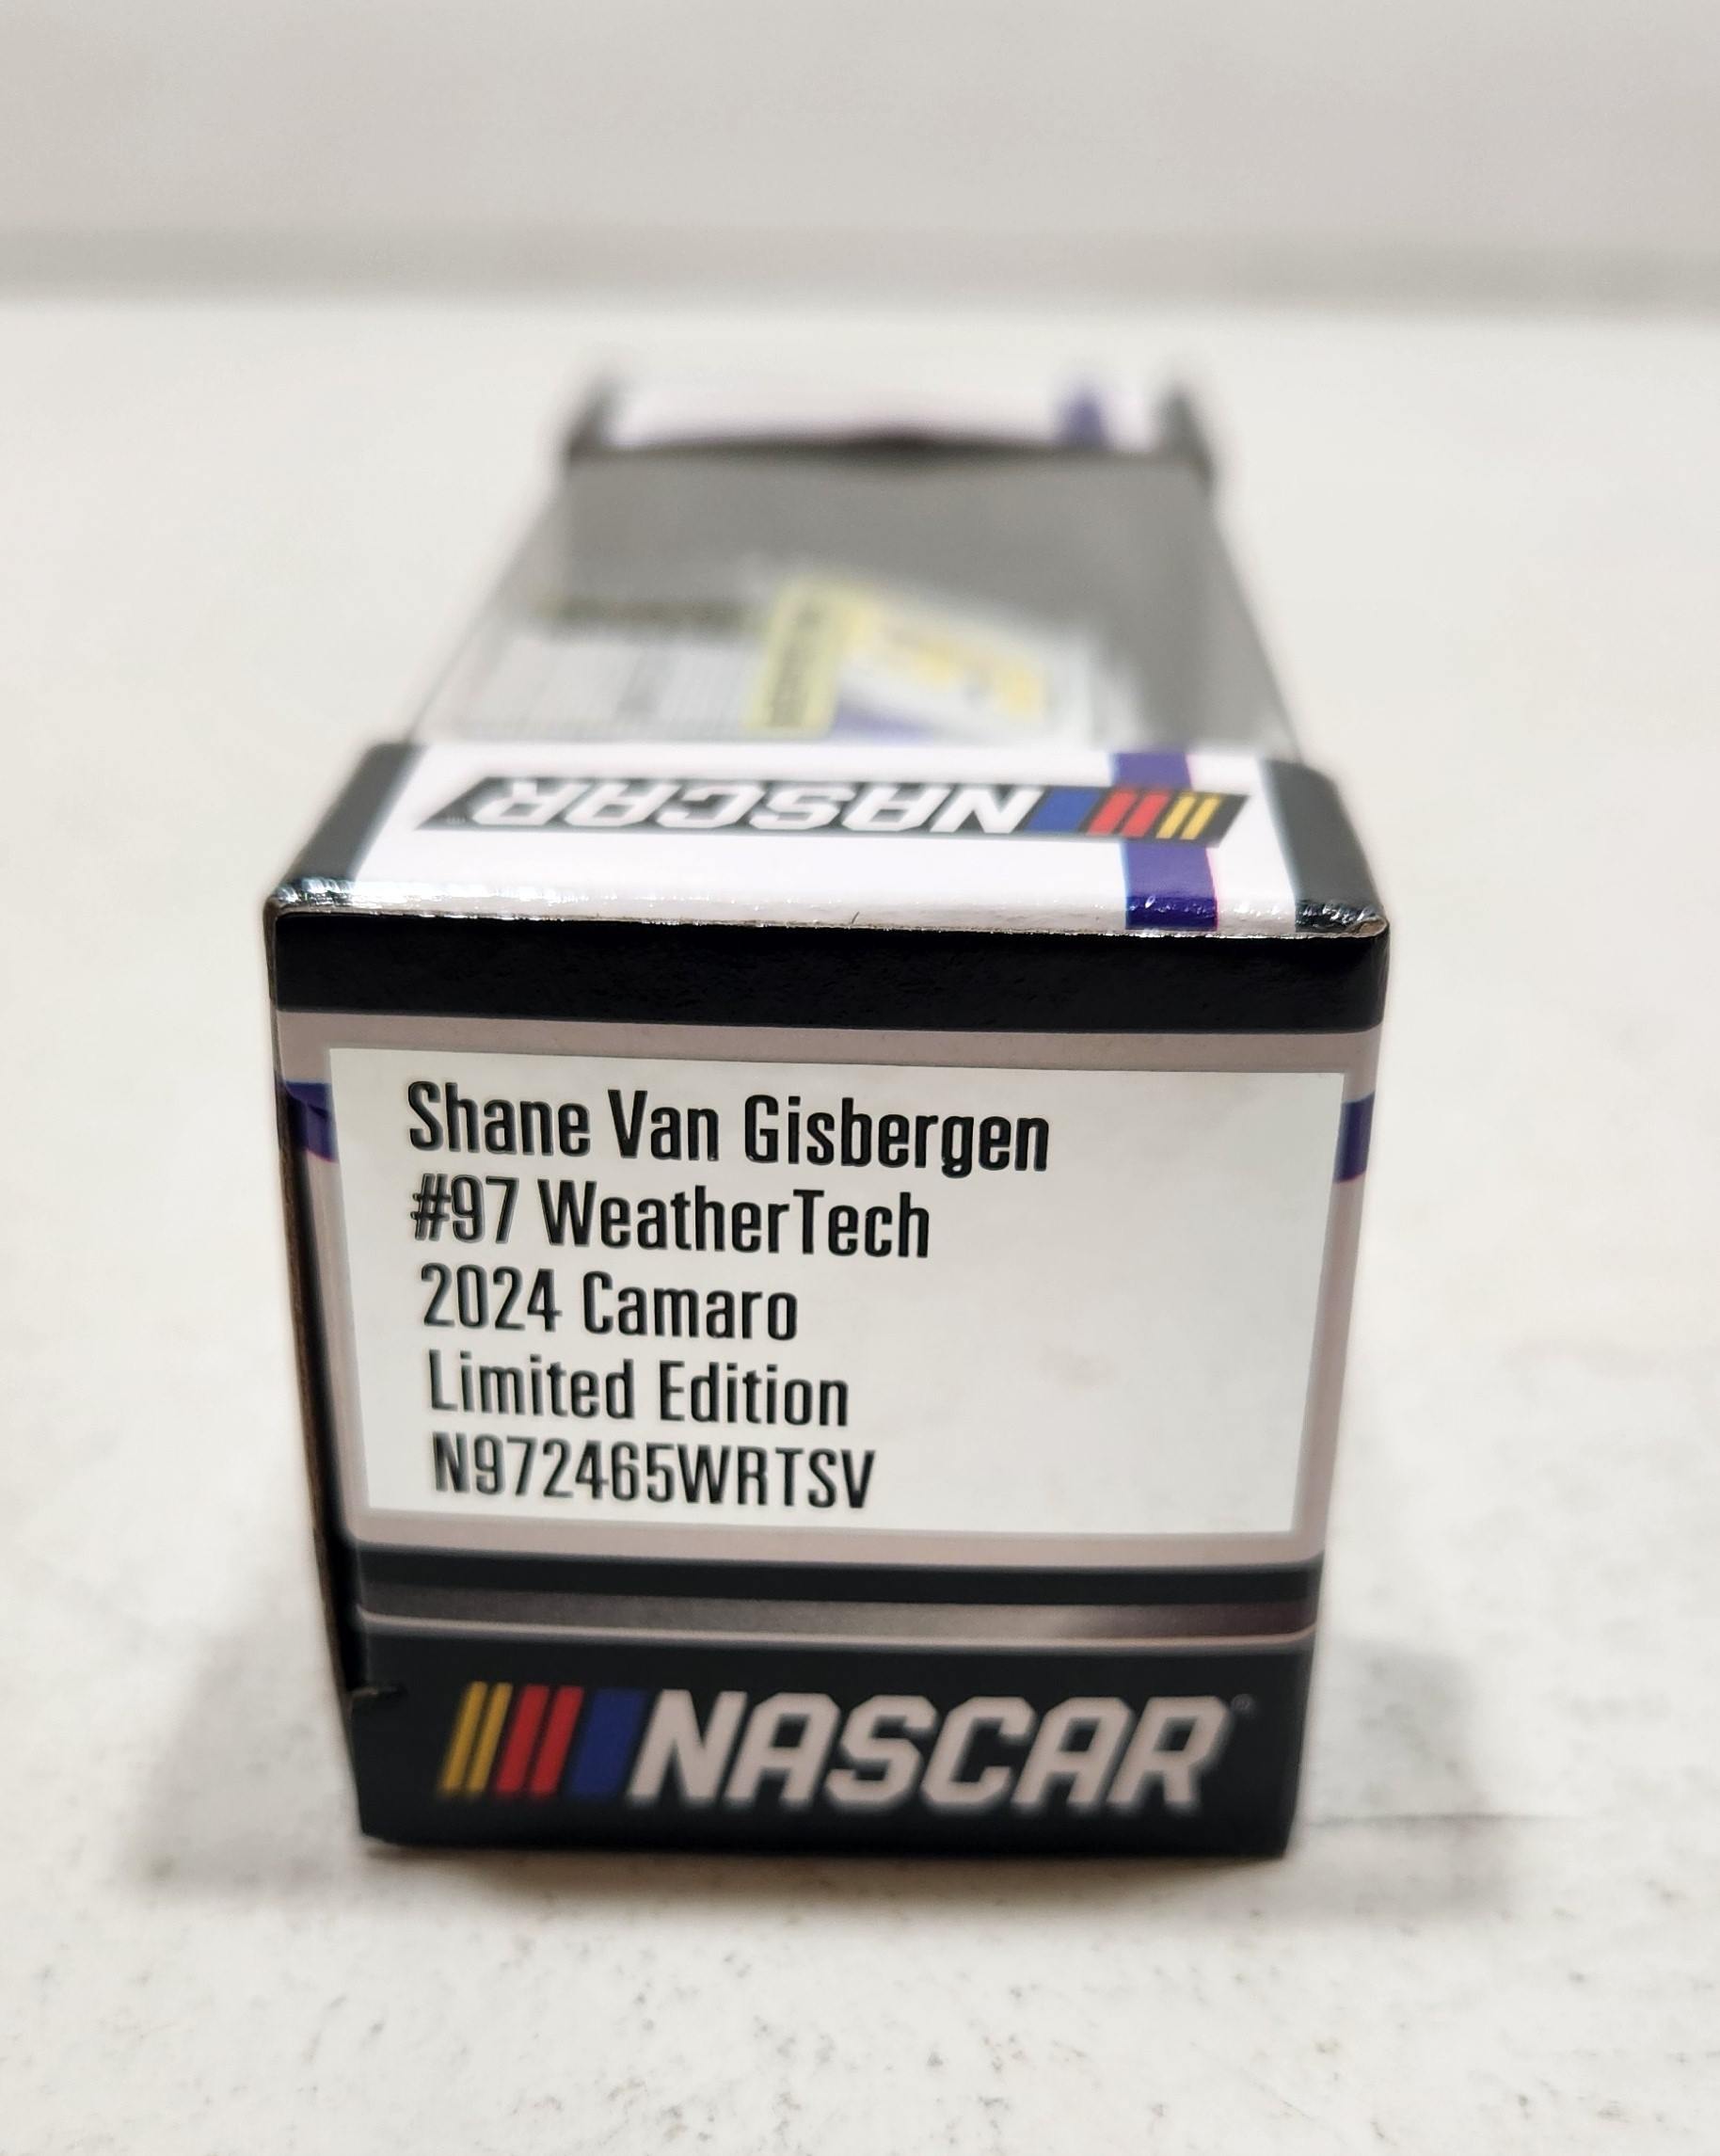 NASCAR
Shane Van Gisbergen
#97 WeatherTech
2024 Camaro
Limited Edition
N972465WRTSV
NASCAR